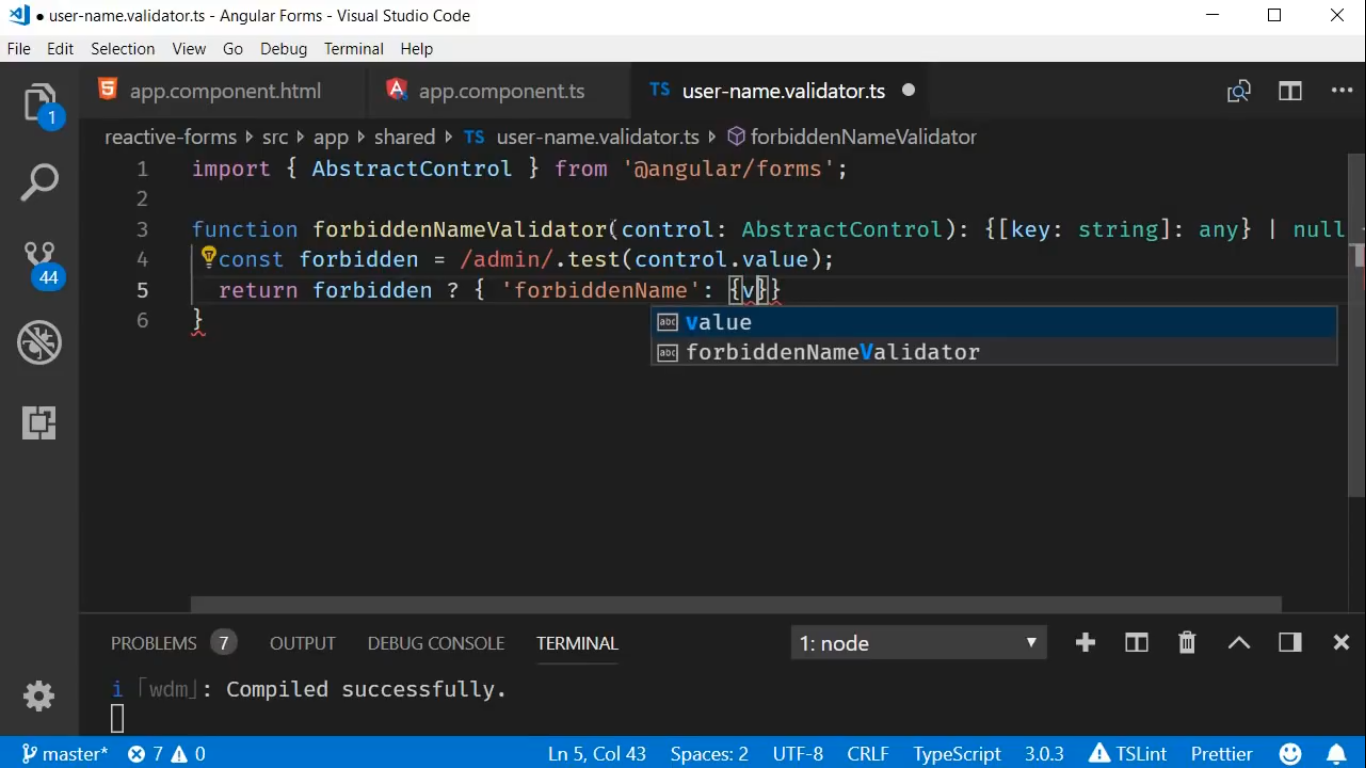 ● user-name.validator.ts - Angular Forms - Visual Studio Code
File Edit Selection View Go Debug Terminal Help
app.component.html app.component.ts TS user-name.validator.ts ●
1
reactive-forms src app shared TS user-name.validator.ts forbiddenNameValidator
1 import { AbstractControl } from '@angular/forms';
2
3 function forbiddenNameValidator(control: AbstractControl): {[key: string]: any} | null
4 const forbidden = /admin/.test(control.value);
5 return forbidden ? { 'forbiddenName': {v}}
6 }
44
abc value
abc forbiddenNameValidator
PROBLEMS 7 OUTPUT DEBUG CONSOLE TERMINAL 1: node
i ｢wdm｣: Compiled successfully.
master* 7 0 Ln 5, Col 43 Spaces: 2 UTF-8 CRLF TypeScript 3.0.3 TSLint Prettier